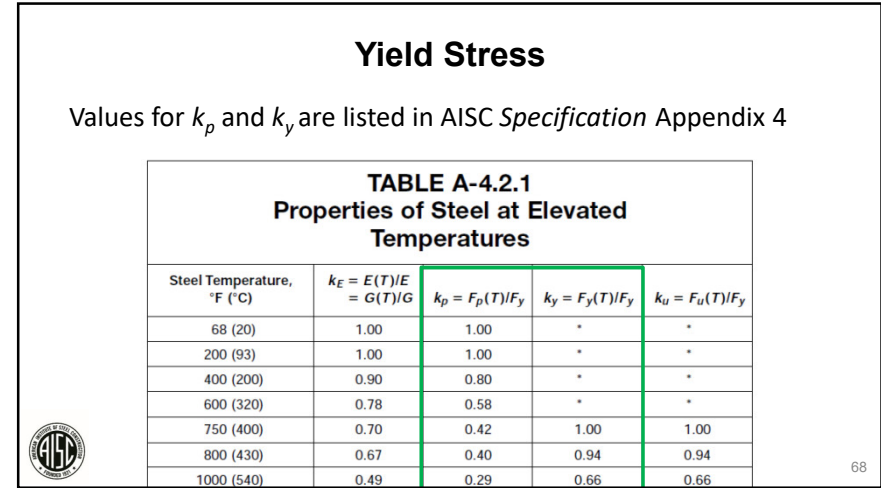 Yield Stress
Values for kp and ky are listed in AISC Specification Appendix 4
TABLE A-4.2.1
Properties of Steel at Elevated
Temperatures
Steel Temperature, °F (°C) kE = E(T)/E = G(T)/G kp = Fp(T)/Fy ky = Fy(T)/Fy ku = Fu(T)/Fy
68 (20) 1.00 1.00 * *
200 (93) 1.00 1.00 * *
400 (200) 0.90 0.80 * *
600 (320) 0.78 0.58 * *
750 (400) 0.70 0.42 1.00 1.00
800 (430) 0.67 0.40 0.94 0.94
1000 (540) 0.49 0.29 0.66 0.66
AISC
68